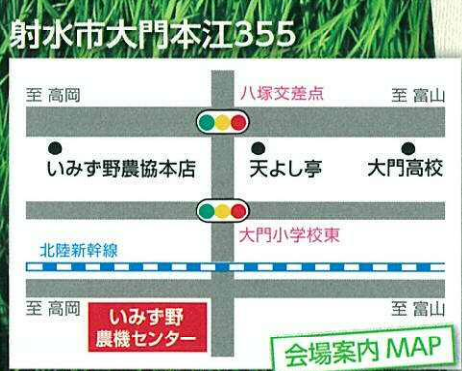 射水市大門本江355
至 高岡
八塚交差点
至 富山
いみず野農協本店
天よし亭
大門高校
大門小学校東
北陸新幹線
至 高岡
いみず野
農機センター
至 富山
会場案内 MAP